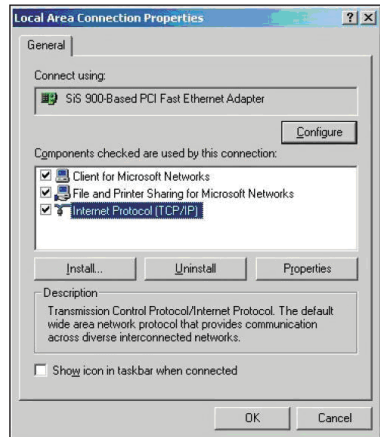 Local Area Connection Properties
General
Connect using:
SiS 900-Based PCI Fast Ethernet Adapter
Configure
Components checked are used by this connection:
Client for Microsoft Networks
File and Printer Sharing for Microsoft Networks
Internet Protocol (TCP/IP)
Install... Uninstall Properties
Description
Transmission Control Protocol/Internet Protocol. The default
wide area network protocol that provides communication
across diverse interconnected networks.
Show icon in taskbar when connected
OK Cancel